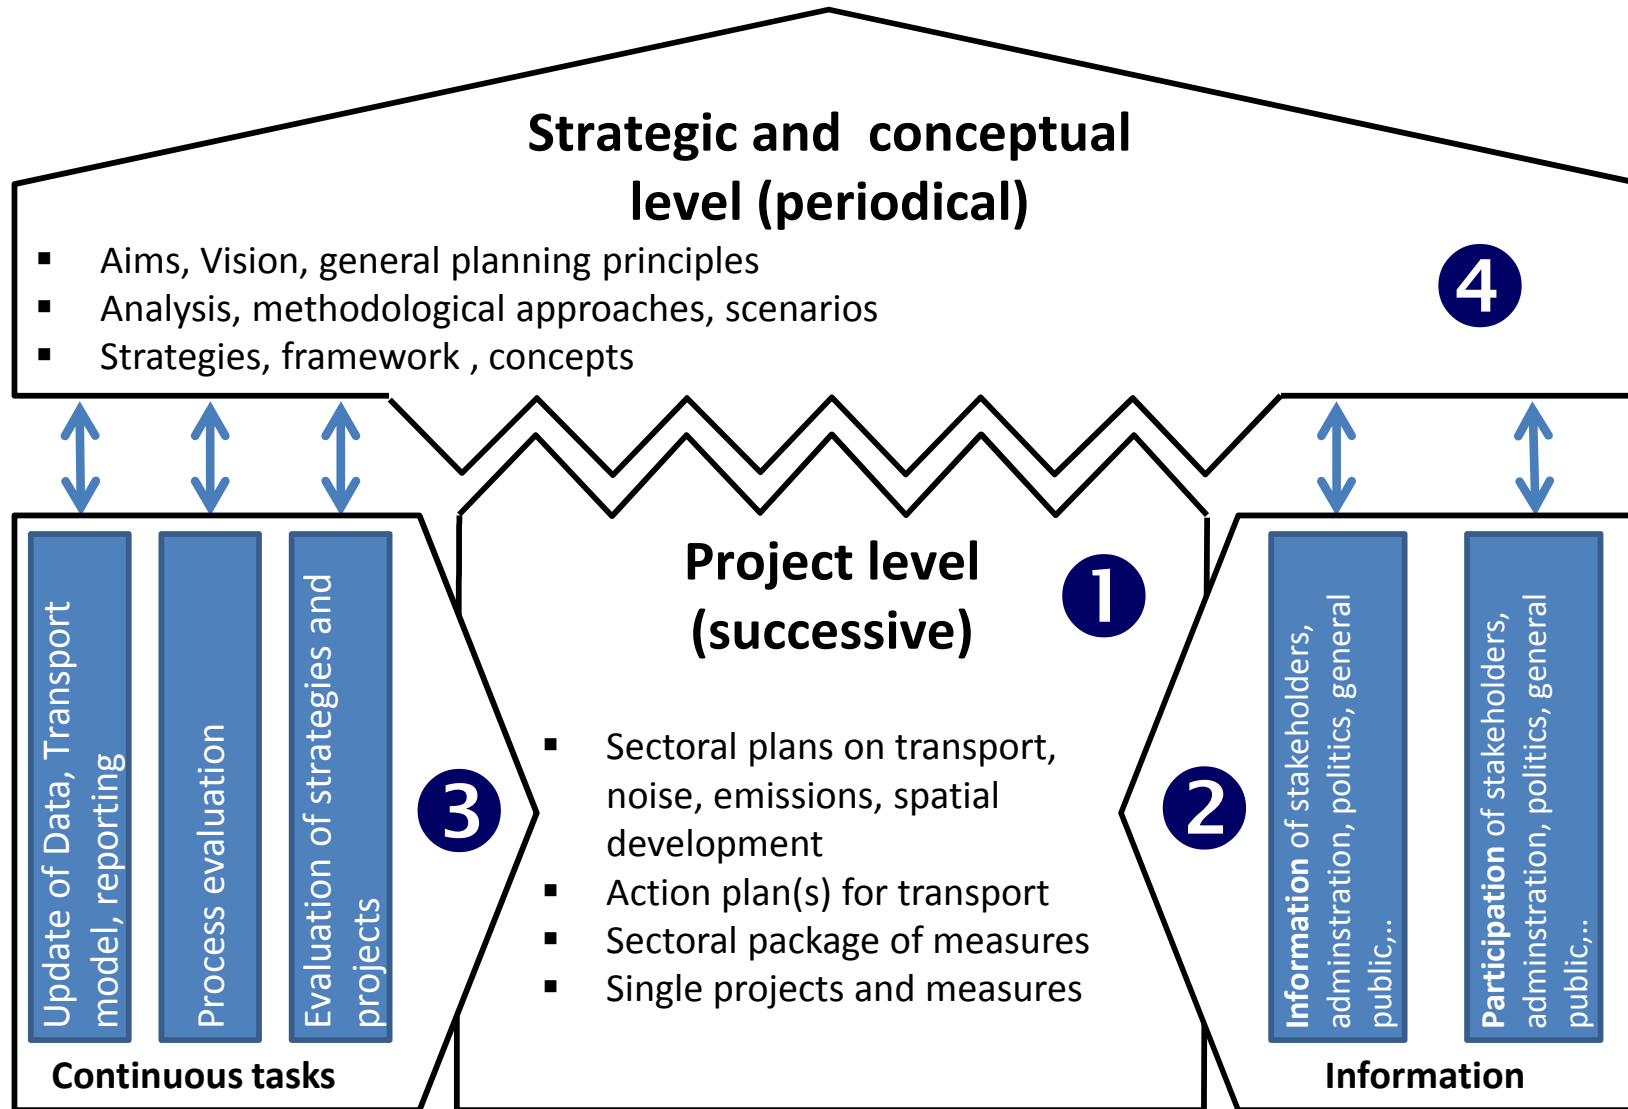 Strategic and conceptual
level (periodical)
▪ Aims, Vision, general planning principles
▪ Analysis, methodological approaches, scenarios
▪ Strategies, framework , concepts
4
Update of Data, Transport
model, reporting
Process evaluation
Evaluation of strategies and
projects
Continuous tasks
3
Project level
(successive)
1
▪ Sectoral plans on transport,
noise, emissions, spatial
development
▪ Action plan(s) for transport
▪ Sectoral package of measures
▪ Single projects and measures
2
Information of stakeholders,
adminstration, politics, general
public,..
Participation of stakeholders,
adminstration, politics, general
public,..
Information